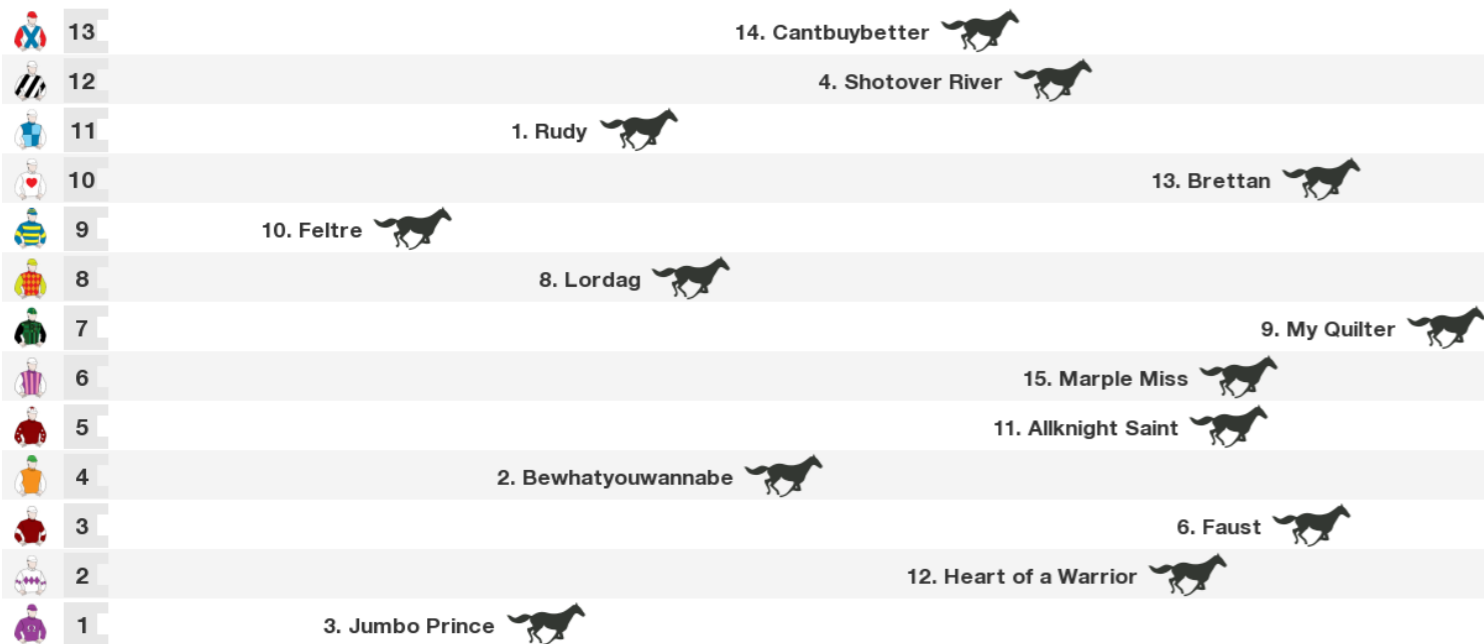 13 14. Cantbuybetter
12 4. Shotover River
11 1. Rudy
10 13. Brettan
9 10. Feltre
8 8. Lordag
7 9. My Quilter
6 15. Marple Miss
5 11. Allknight Saint
4 2. Bewhatyouwannabe
3 6. Faust
2 12. Heart of a Warrior
1 3. Jumbo Prince